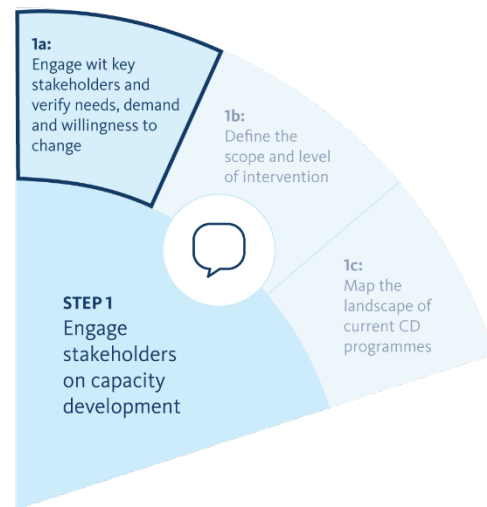 1a:
Engage wit key
stakeholders and
verify needs, demand
and willingness to
change
1b:
Define the
scope and level
of intervention
1c:
Map the
landscape of
current CD
programmes
STEP 1
Engage
stakeholders
on capacity
development